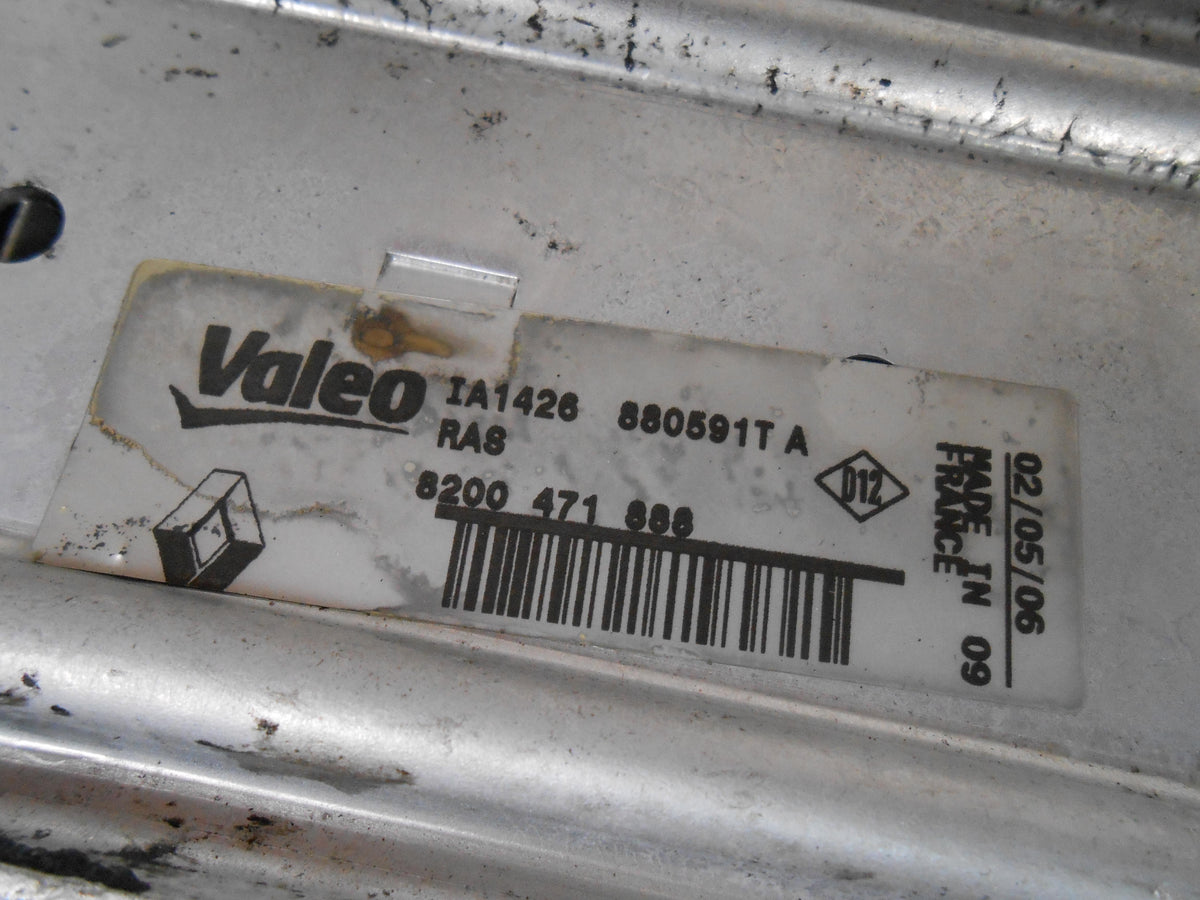 Valeo
IA1426 880591T A
RAS
8200 471 888
D12
02/05/06
MADE IN 09
FRANCE